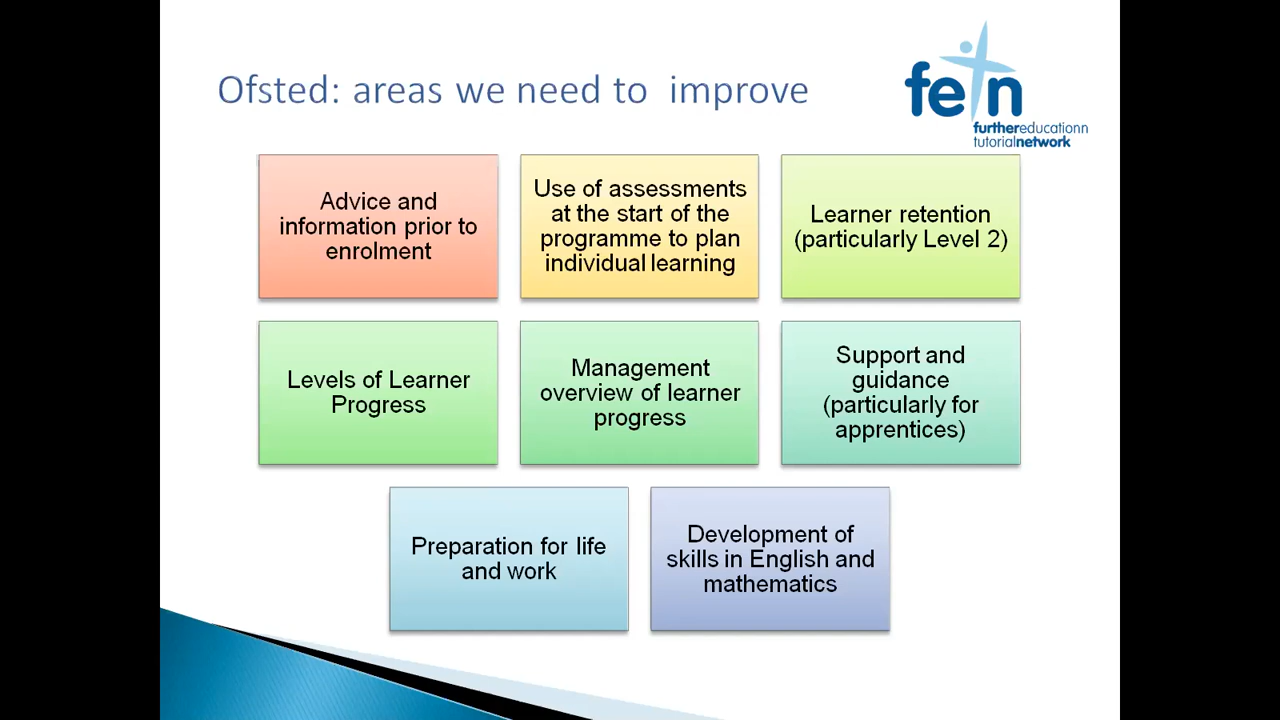 Ofsted: areas we need to  improve
fetn
furthereducationn
tutorialnetwork
Advice and
information prior to
enrolment
Use of assessments
at the start of the
programme to plan
individual learning
Learner retention
(particularly Level 2)
Levels of Learner
Progress
Management
overview of learner
progress
Support and
guidance
(particularly for
apprentices)
Preparation for life
and work
Development of
skills in English and
mathematics